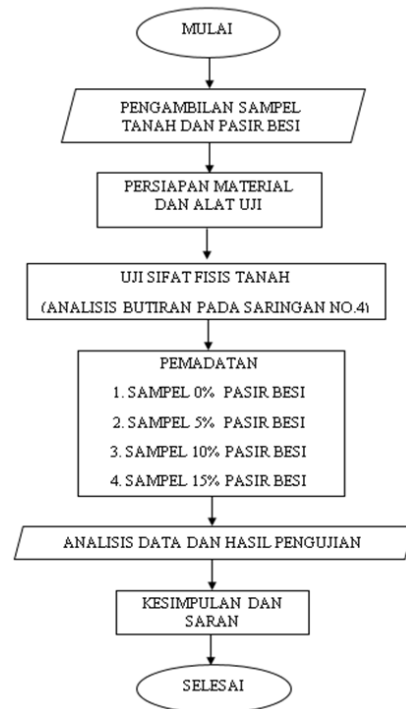 MULAI
PENGAMBILAN SAMPEL
TANAH DAN PASIR BESI
PERSIAPAN MATERIAL
DAN ALAT UJI
UJI SIFAT FISIS TANAH
(ANALISIS BUTIRAN PADA SARINGAN NO.4)
PEMADATAN
1. SAMPEL 0% PASIR BESI
2. SAMPEL 5% PASIR BESI
3. SAMPEL 10% PASIR BESI
4. SAMPEL 15% PASIR BESI
ANALISIS DATA DAN HASIL PENGUJIAN
KESIMPULAN DAN
SARAN
SELESAI